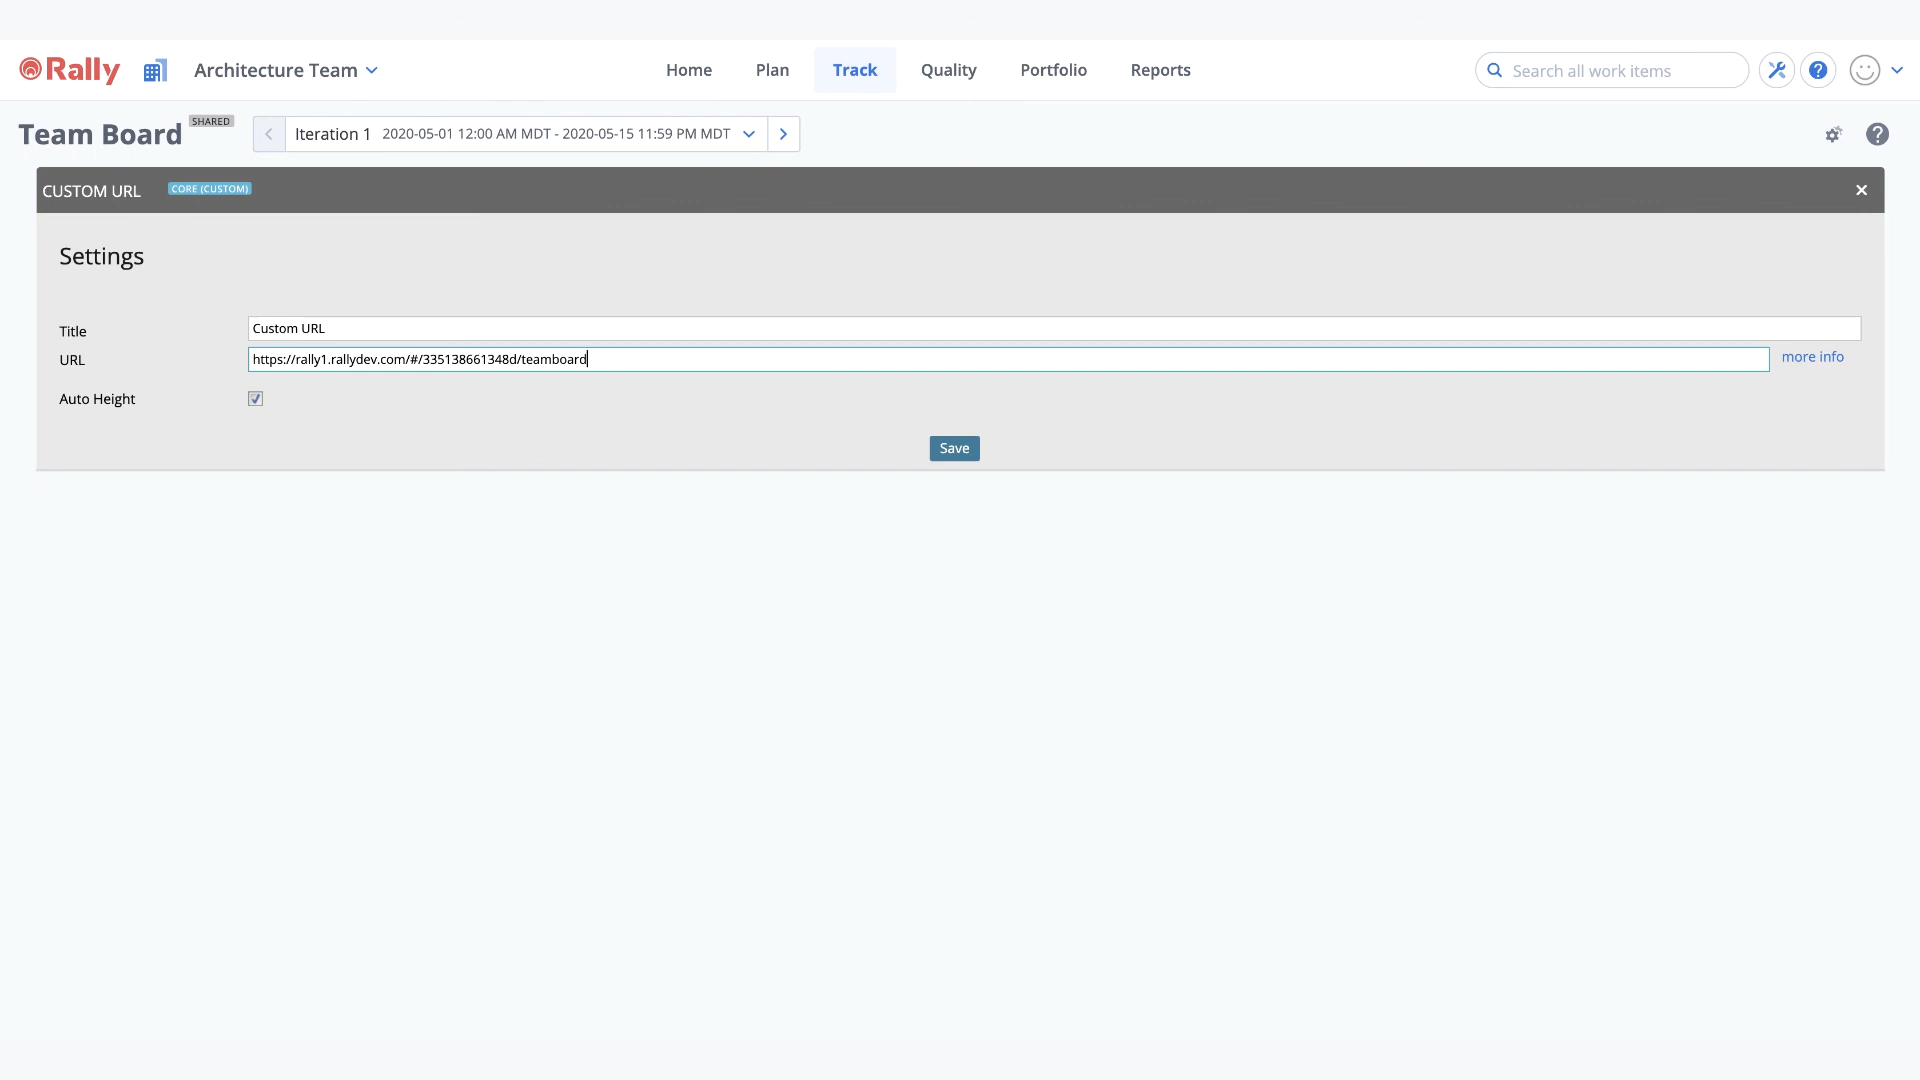 Rally
Architecture Team
Home
Plan
Track
Quality
Portfolio
Reports
Search all work items
Team Board
SHARED
Iteration 1 2020-05-01 12:00 AM MDT - 2020-05-15 11:59 PM MDT
CUSTOM URL
CORE (CUSTOM)
Settings
Title
Custom URL
URL
https://rally1.rallydev.com/#/335138661348d/teamboard
more info
Auto Height
Save